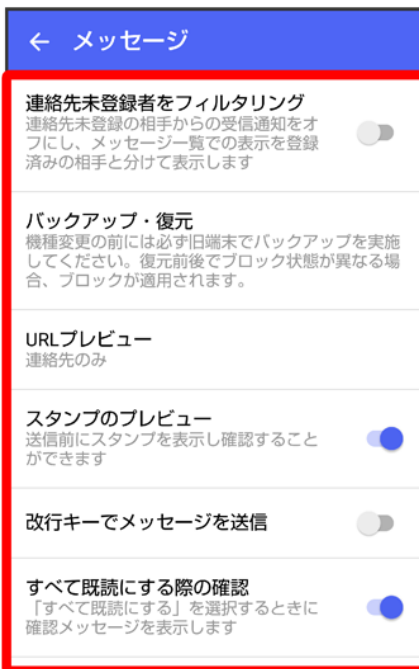 ← メッセージ
連絡先未登録者をフィルタリング
連絡先未登録の相手からの受信通知をオ
フにし、メッセージ一覧での表示を登録
済みの相手と分けて表示します
バックアップ・復元
機種変更の前には必ず旧端末でバックアップを実施
してください。復元前後でブロック状態が異なる場
合、ブロックが適用されます。
URLプレビュー
連絡先のみ
スタンプのプレビュー
送信前にスタンプを表示し確認すること
ができます
改行キーでメッセージを送信
すべて既読にする際の確認
「すべて既読にする」を選択するときに
確認メッセージを表示します